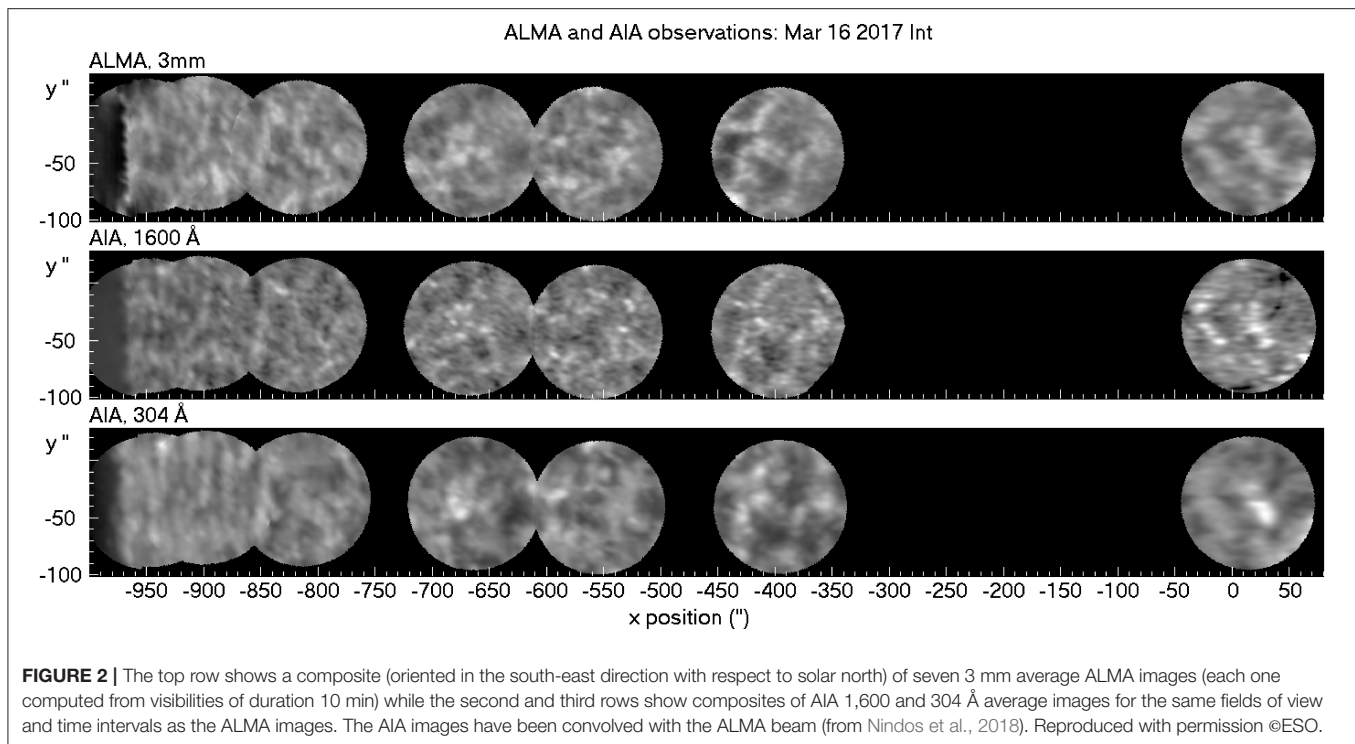 ALMA and AIA observations: Mar 16 2017 Int
ALMA, 3mm
y "
-50
-100
AIA, 1600 Å
y "
-50
-100
AIA, 304 Å
y "
-50
-100
-950 -900 -850 -800 -750 -700 -650 -600 -550 -500 -450 -400 -350 -300 -250 -200 -150 -100 -50 0 50
x position (")
FIGURE 2 | The top row shows a composite (oriented in the south-east direction with respect to solar north) of seven 3 mm average ALMA images (each one
computed from visibilities of duration 10 min) while the second and third rows show composites of AIA 1,600 and 304 Å average images for the same fields of view
and time intervals as the ALMA images. The AIA images have been convolved with the ALMA beam (from Nindos et al., 2018). Reproduced with permission ©ESO.